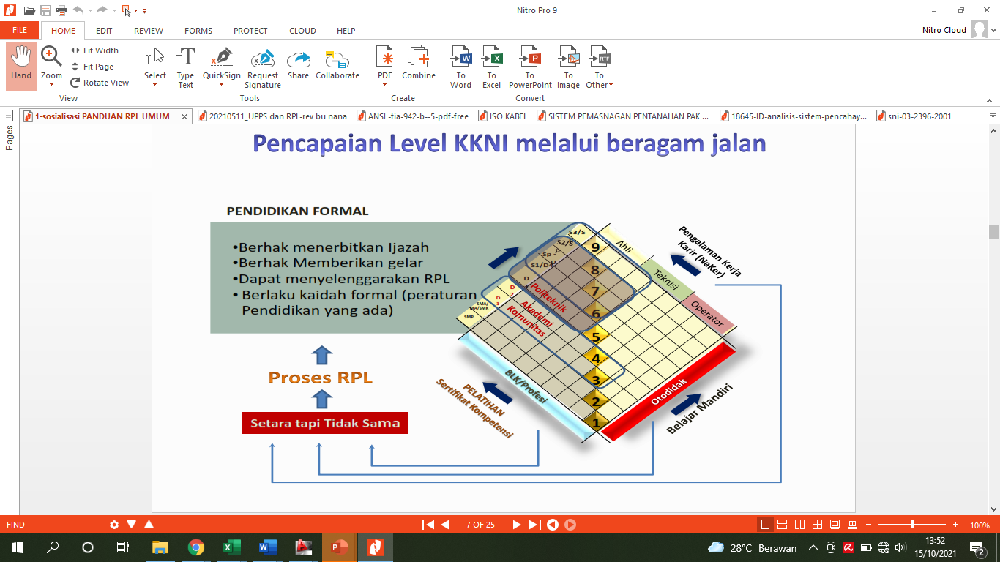 Nitro Pro 9
FILE HOME EDIT REVIEW FORMS PROTECT CLOUD HELP
Nitro Cloud
Hand
Zoom
Fit Width
Fit Page
Rotate View
View
Select
Type Text
QuickSign
Request Signature
Share
Collaborate
Tools
PDF
Combine
Create
To Word
To Excel
To PowerPoint
To Image
To Other
Convert
Pages
1-sosialisasi PANDUAN RPL UMUM
20210511_UPPS dan RPL-rev bu nana
ANSI -tia-942-b--5-pdf-free
ISO KABEL
SISTEM PEMASNAGAN PENTANAHAN PAK ...
18645-ID-analisis-sistem-pencahay...
sni-03-2396-2001
Pencapaian Level KKNI melalui beragam jalan
PENDIDIKAN FORMAL
•Berhak menerbitkan Ijazah
•Berhak Memberikan gelar
•Dapat menyelenggarakan RPL
• Berlaku kaidah formal (peraturan
Pendidikan yang ada)
Proses RPL
Setara tapi Tidak Sama
S3/S
S2/S
P
Sp -
U
S1/D4
D
3
D
2
D
1
SMA/
MA/SMK
SMP
Politeknik
Akademi
Komunitas
9
8
7
6
5
4
3
2
1
Ahli
Teknisi
Operator
Pengalaman Kerja
Karir (NaKer)
BLK/Profesi
PELATIHAN
Sertifikat Kompetensi
Otodidak
Belajar Mandiri
FIND
7 OF 25
100%
28°C Berawan
13:52
15/10/2021
2